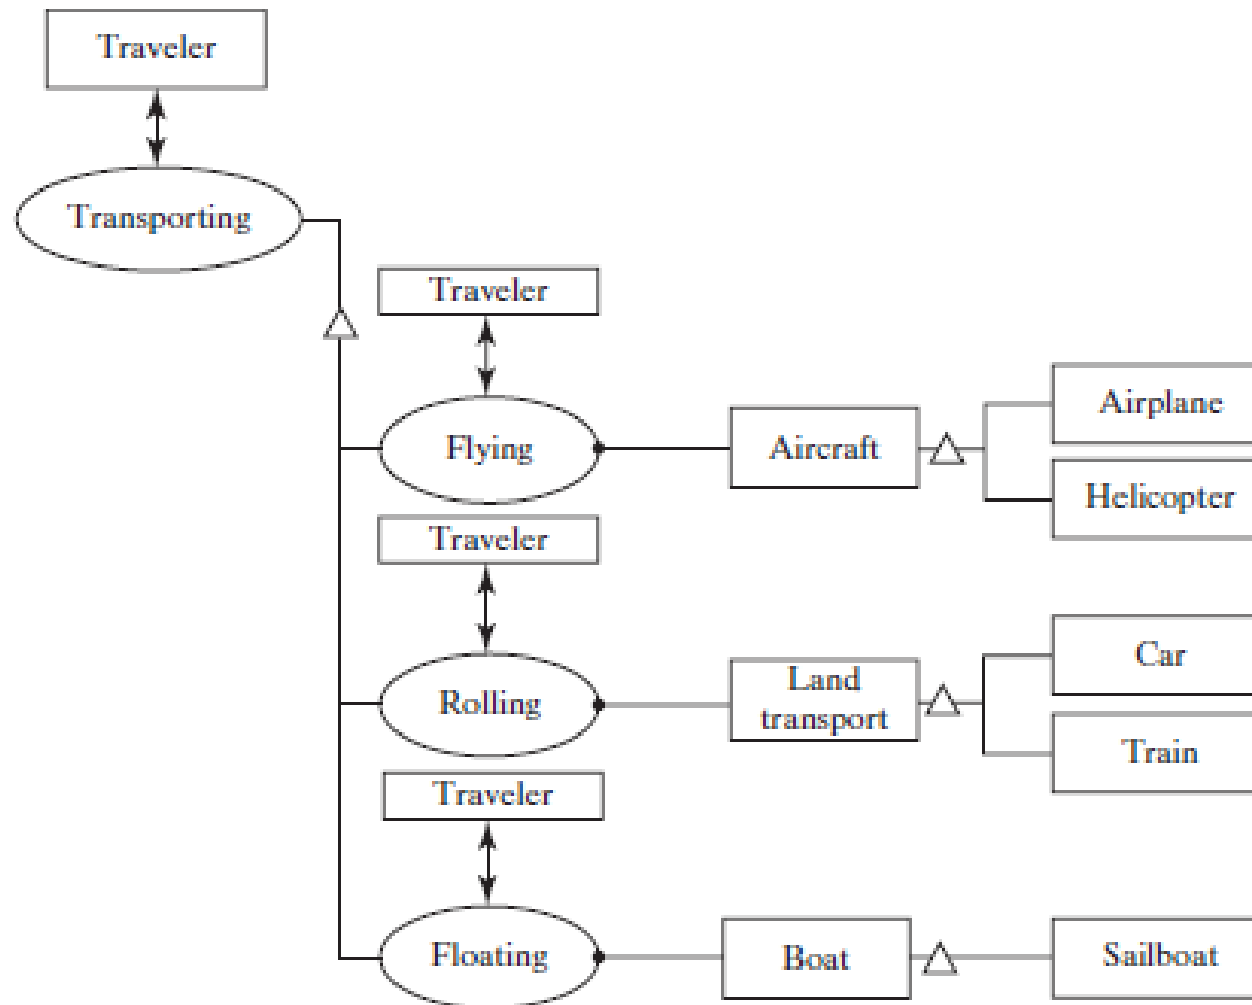 Traveler
Transporting
Traveler
Flying
Aircraft
Airplane
Helicopter
Traveler
Rolling
Land
transport
Car
Train
Traveler
Floating
Boat
Sailboat